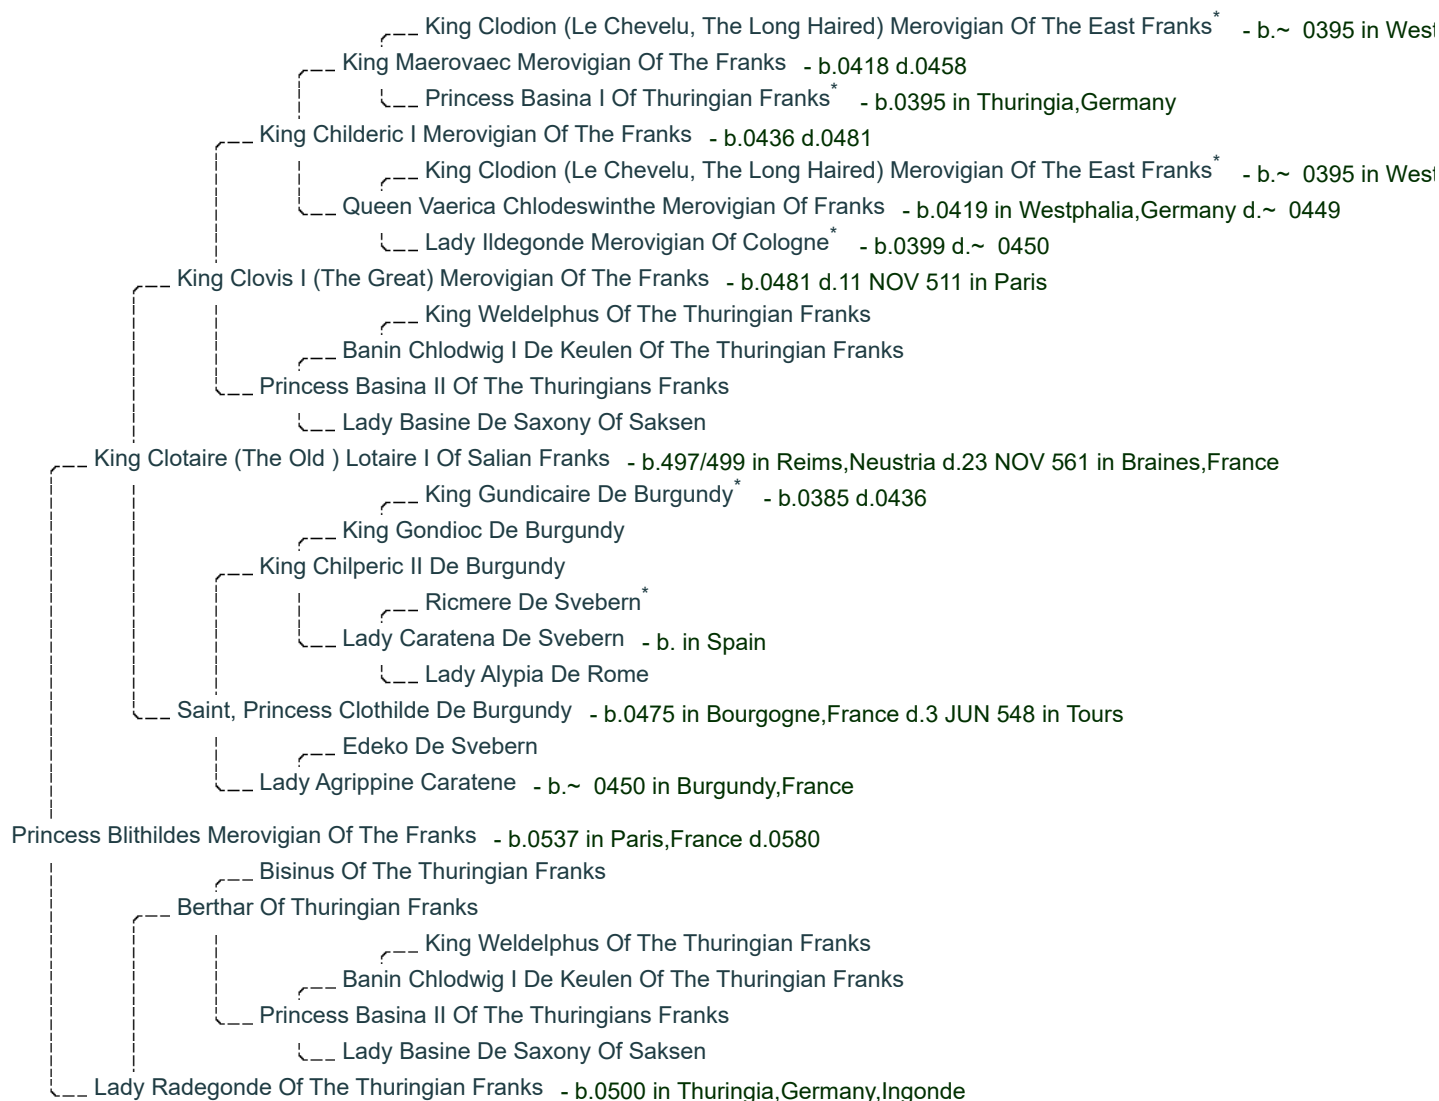 King Clodion (Le Chevelu, The Long Haired) Merovigian Of The East Franks* - b.~ 0395 in West
King Maerovaec Merovigian Of The Franks - b.0418 d.0458
Princess Basina I Of Thuringian Franks* - b.0395 in Thuringia,Germany
King Childeric I Merovigian Of The Franks - b.0436 d.0481
King Clodion (Le Chevelu, The Long Haired) Merovigian Of The East Franks* - b.~ 0395 in West
Queen Vaerica Chlodeswinthe Merovigian Of Franks - b.0419 in Westphalia,Germany d.~ 0449
Lady Ildegonde Merovigian Of Cologne* - b.0399 d.~ 0450
King Clovis I (The Great) Merovigian Of The Franks - b.0481 d.11 NOV 511 in Paris
King Weldelphus Of The Thuringian Franks
Banin Chlodwig I De Keulen Of The Thuringian Franks
Princess Basina II Of The Thuringians Franks
Lady Basine De Saxony Of Saksen
King Clotaire (The Old ) Lotaire I Of Salian Franks - b.497/499 in Reims,Neustria d.23 NOV 561 in Braines,France
King Gundicaire De Burgundy* - b.0385 d.0436
King Gondioc De Burgundy
King Chilperic II De Burgundy
Ricmere De Svebern*
Lady Caratena De Svebern - b. in Spain
Lady Alypia De Rome
Saint, Princess Clothilde De Burgundy - b.0475 in Bourgogne,France d.3 JUN 548 in Tours
Edeko De Svebern
Lady Agrippine Caratene - b.~ 0450 in Burgundy,France
Princess Blithildes Merovigian Of The Franks - b.0537 in Paris,France d.0580
Bisinus Of The Thuringian Franks
Berthar Of Thuringian Franks
King Weldelphus Of The Thuringian Franks
Banin Chlodwig I De Keulen Of The Thuringian Franks
Princess Basina II Of The Thuringians Franks
Lady Basine De Saxony Of Saksen
Lady Radegonde Of The Thuringian Franks - b.0500 in Thuringia,Germany,Ingonde